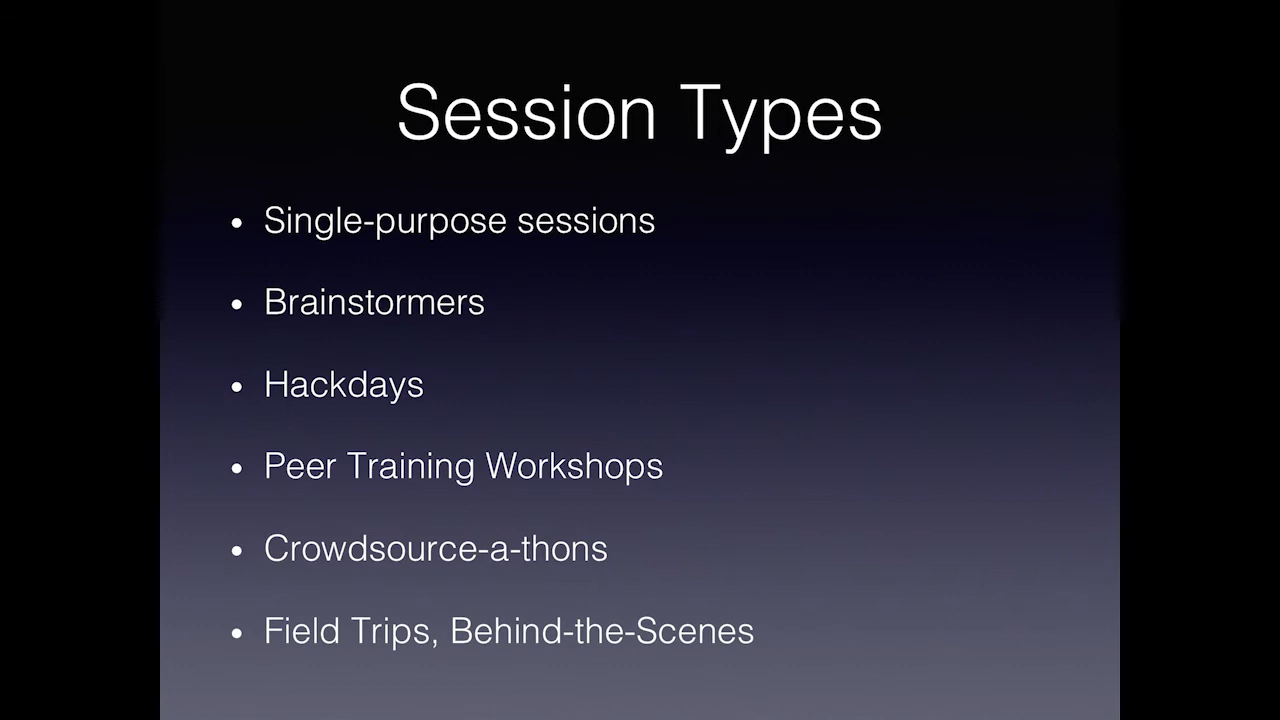 Session Types
• Single-purpose sessions
• Brainstormers
• Hackdays
• Peer Training Workshops
• Crowdsource-a-thons
• Field Trips, Behind-the-Scenes